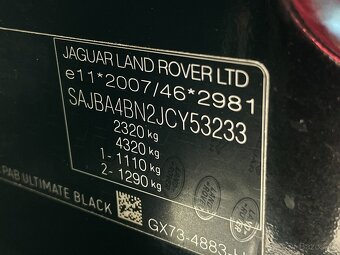 JAGUAR LAND ROVER LTD
e11*2007/46*2981
SAJBA4BN2JCY53233
2320 kg
4320 kg
1- 1110 kg
2- 1290 kg
PAB ULTIMATE BLACK
GX73-4883-